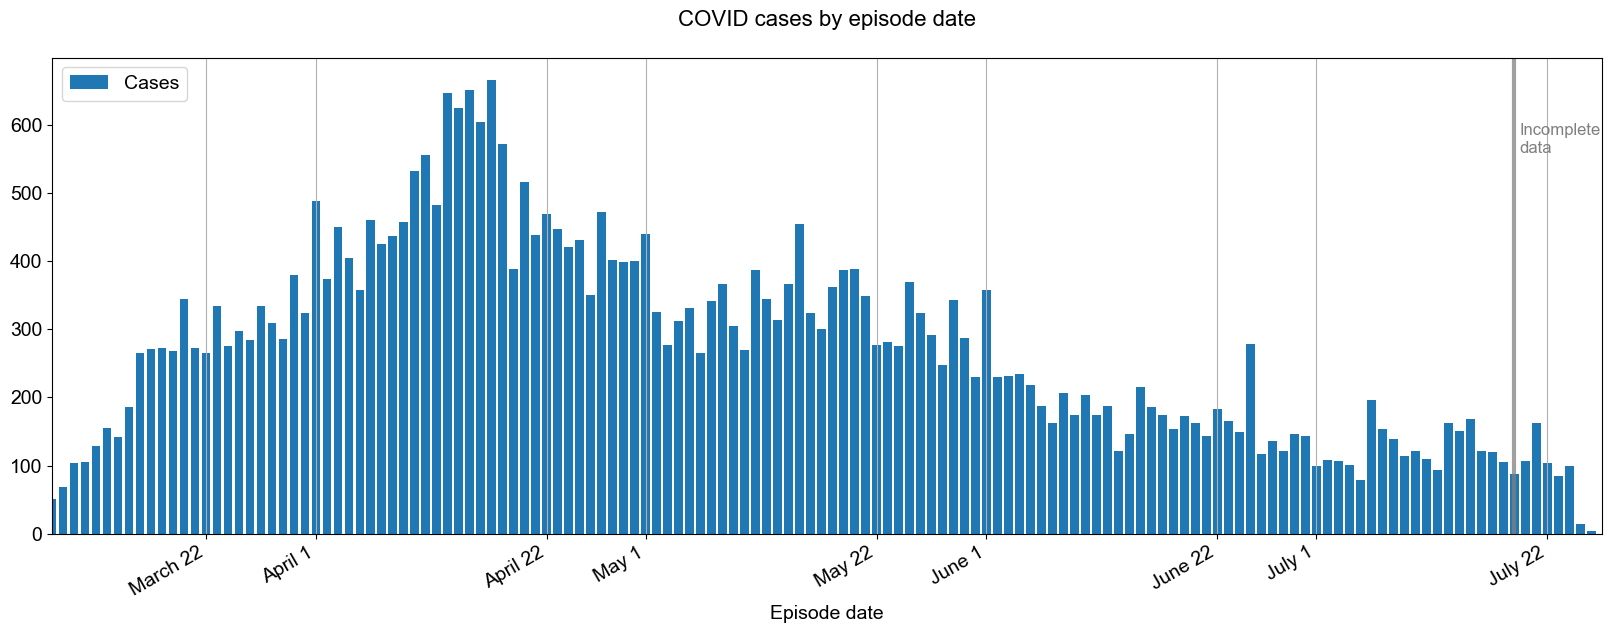 COVID cases by episode date
Cases
600
500
400
300
200
100
0
Incomplete
data
March 22
April 1
April 22
May 1
May 22
June 1
June 22
July 1
July 22
Episode date